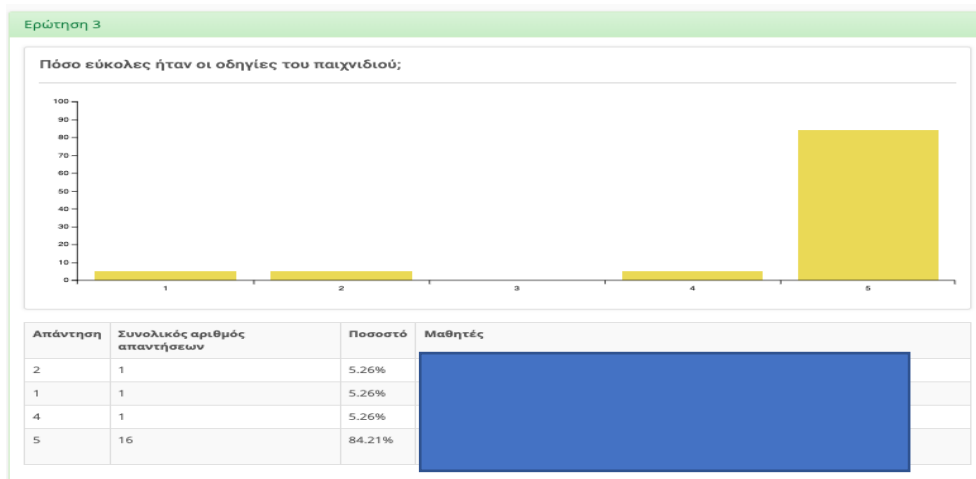 Ερώτηση 3
Πόσο εύκολες ήταν οι οδηγίες του παιχνιδιού;
100
90
80
70
60
50
40
30
20
10
0
1 2 3 4 5
Απάντηση Συνολικός αριθμός απαντήσεων Ποσοστό Μαθητές
2 1 5.26%
1 1 5.26%
4 1 5.26%
5 16 84.21%